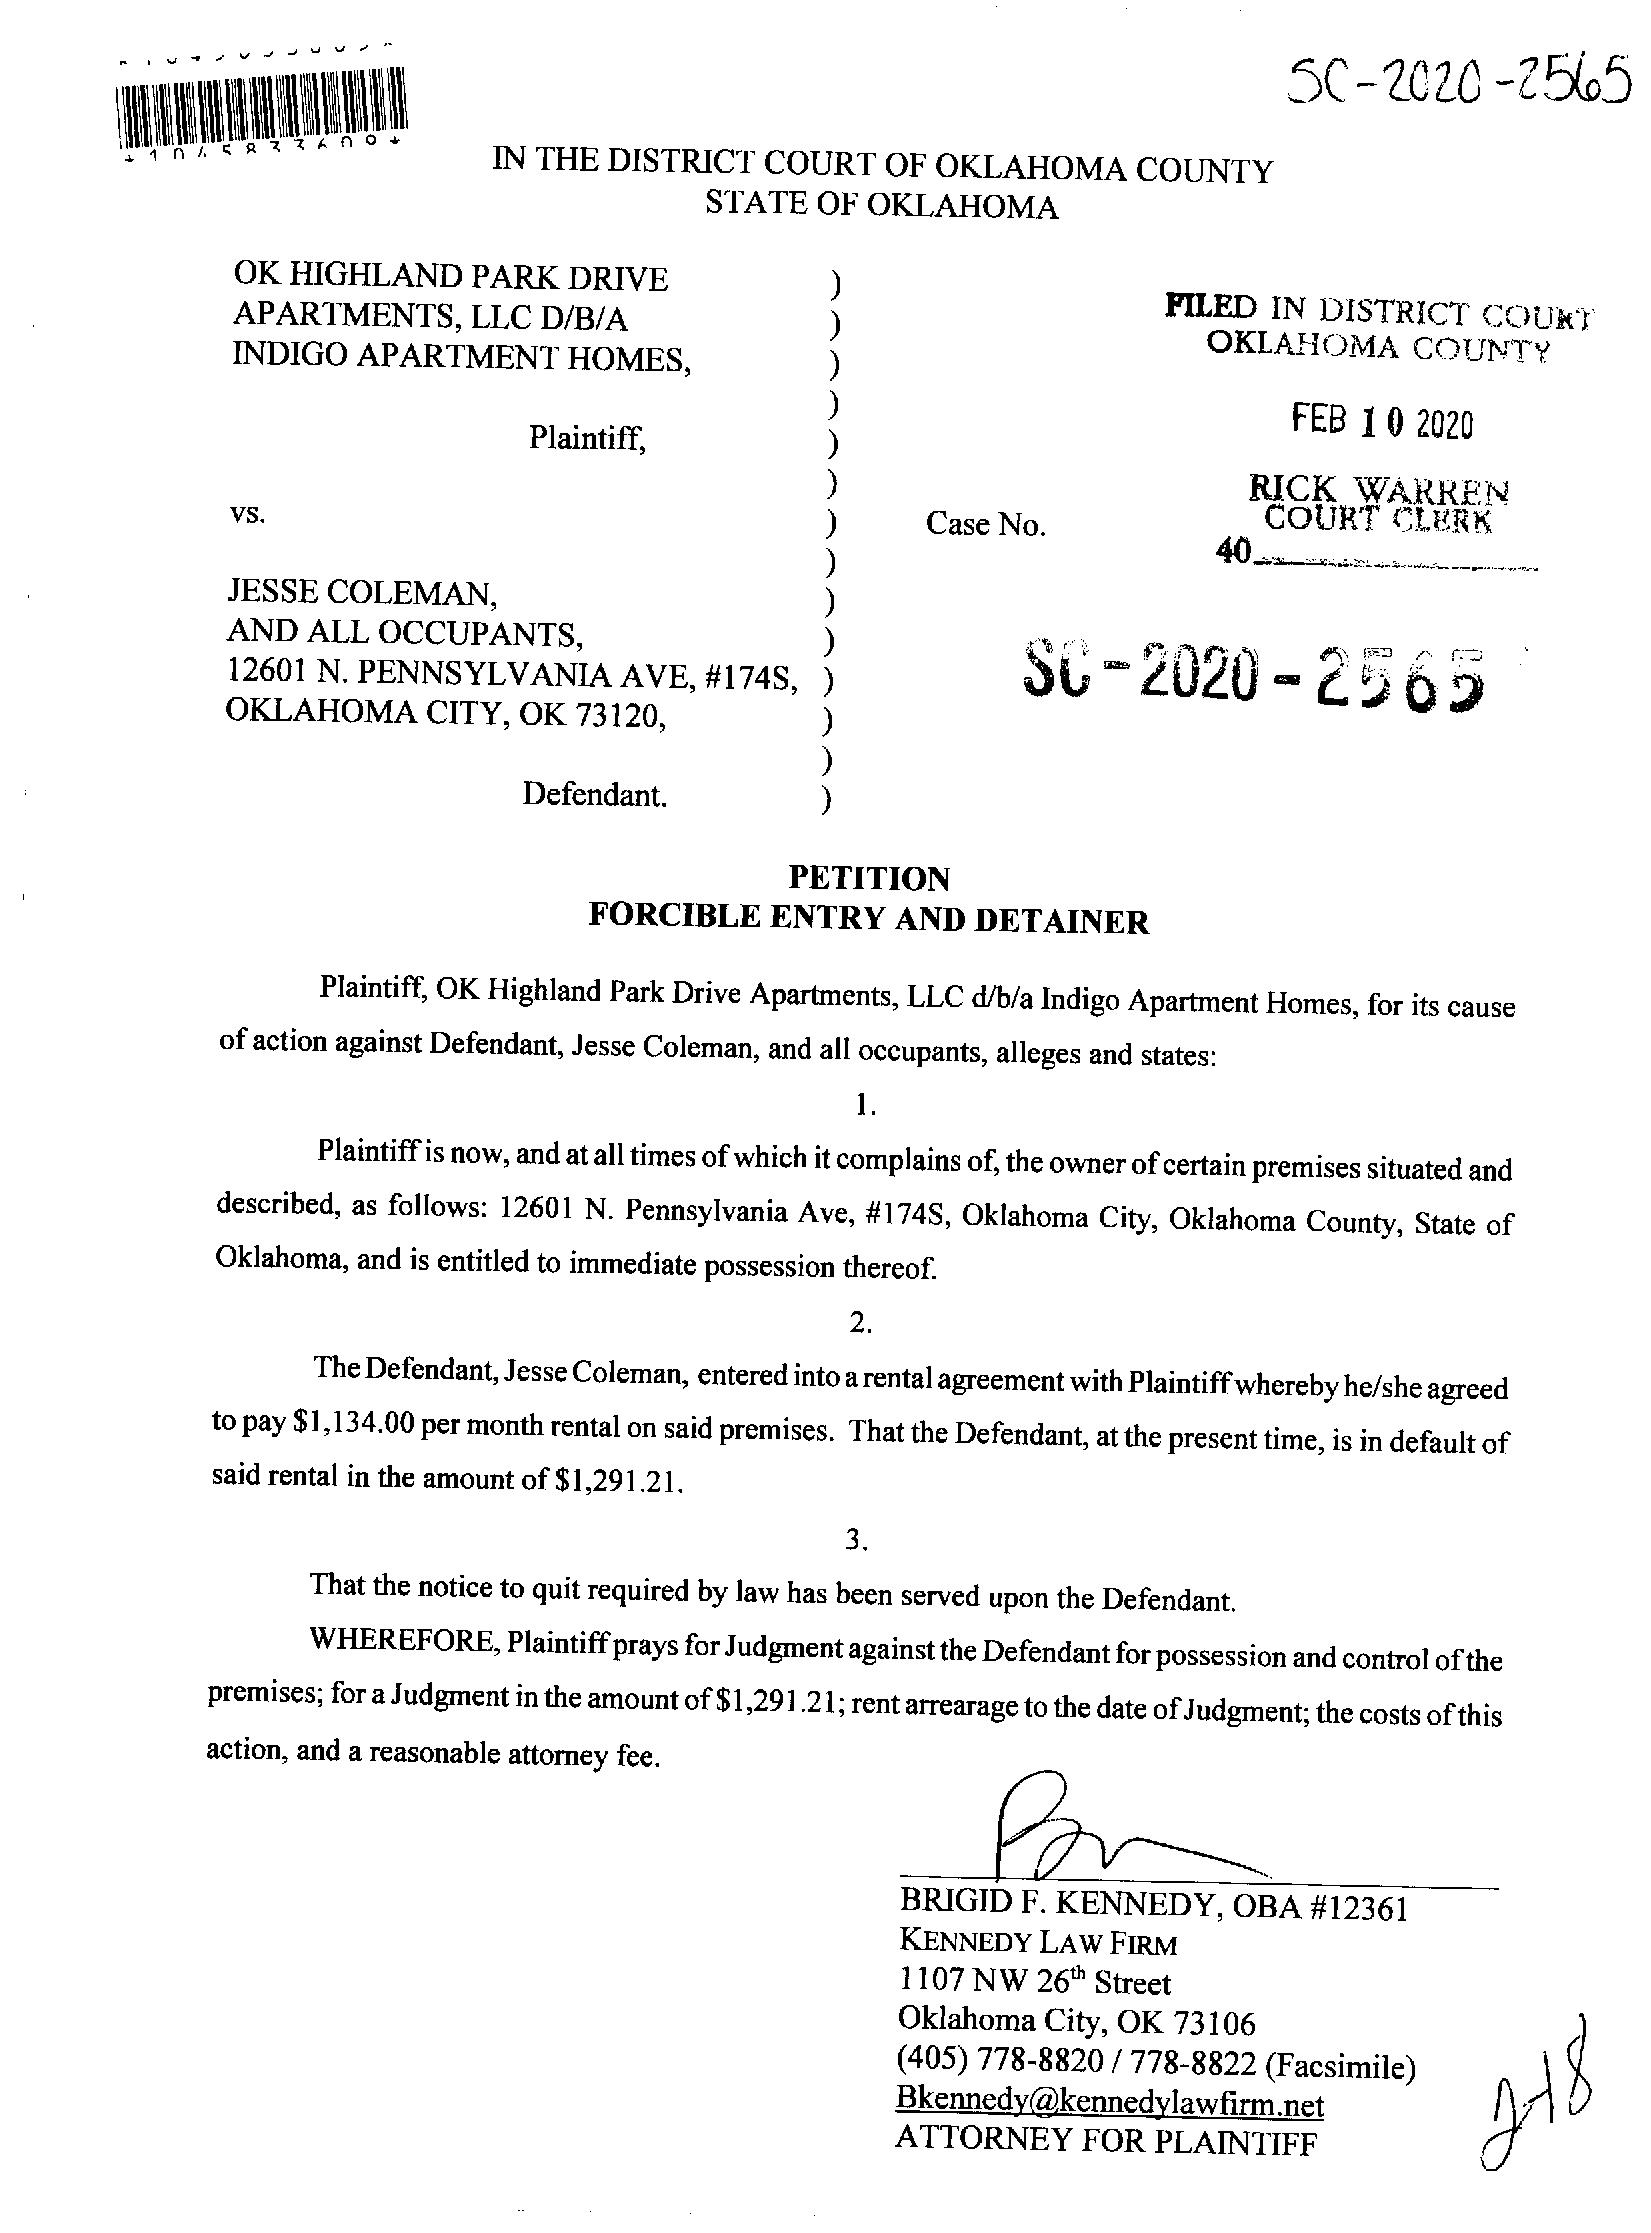 SC-2020-2565
IN THE DISTRICT COURT OF OKLAHOMA COUNTY
STATE OF OKLAHOMA
OK HIGHLAND PARK DRIVE )
APARTMENTS, LLC D/B/A )
INDIGO APARTMENT HOMES, )
)
Plaintiff, )
)
vs. ) Case No.
)
JESSE COLEMAN, )
AND ALL OCCUPANTS, )
12601 N. PENNSYLVANIA AVE, #174S, )
OKLAHOMA CITY, OK 73120, )
)
Defendant. )
FILED IN DISTRICT COURT
OKLAHOMA COUNTY
FEB 10 2020
RICK WARREN
COURT CLERK
40
SC-2020-2565
PETITION
FORCIBLE ENTRY AND DETAINER
Plaintiff, OK Highland Park Drive Apartments, LLC d/b/a Indigo Apartment Homes, for its cause
of action against Defendant, Jesse Coleman, and all occupants, alleges and states:
1.
Plaintiff is now, and at all times of which it complains of, the owner of certain premises situated and
described, as follows: 12601 N. Pennsylvania Ave, #174S, Oklahoma City, Oklahoma County, State of
Oklahoma, and is entitled to immediate possession thereof.
2.
The Defendant, Jesse Coleman, entered into a rental agreement with Plaintiff whereby he/she agreed
to pay $1,134.00 per month rental on said premises. That the Defendant, at the present time, is in default of
said rental in the amount of $1,291.21.
3.
That the notice to quit required by law has been served upon the Defendant.
WHEREFORE, Plaintiff prays for Judgment against the Defendant for possession and control of the
premises; for a Judgment in the amount of $1,291.21; rent arrearage to the date of Judgment; the costs of this
action, and a reasonable attorney fee.
BRIGID F. KENNEDY, OBA #12361
KENNEDY LAW FIRM
1107 NW 26th Street
Oklahoma City, OK 73106
(405) 778-8820 / 778-8822 (Facsimile)
Bkennedy@kennedylawfirm.net
ATTORNEY FOR PLAINTIFF
2-18